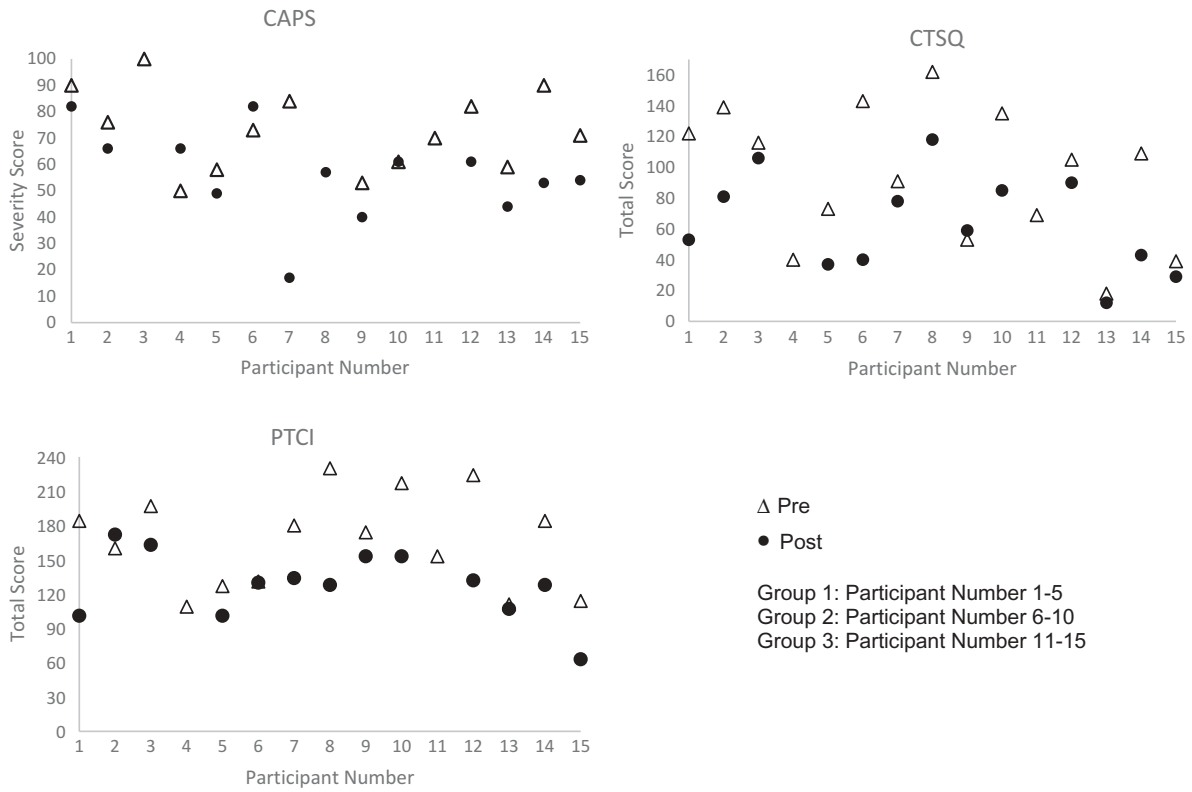 CAPS
Severity Score
100
90
80
70
60
50
40
30
20
10
0
1 2 3 4 5 6 7 8 9 10 11 12 13 14 15
Participant Number
CTSQ
Total Score
160
140
120
100
80
60
40
20
0
1 2 3 4 5 6 7 8 9 10 11 12 13 14 15
Participant Number
PTCI
Total Score
240
210
180
150
120
90
60
30
0
1 2 3 4 5 6 7 8 9 10 11 12 13 14 15
Participant Number
Pre
Post
Group 1: Participant Number 1-5
Group 2: Participant Number 6-10
Group 3: Participant Number 11-15